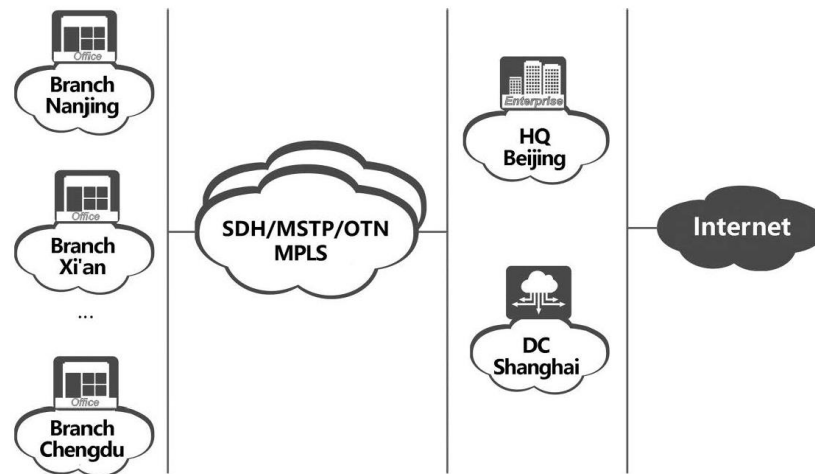 Office
Branch
Nanjing
Office
Branch
Xi'an
...
Office
Branch
Chengdu
SDH/MSTP/OTN
MPLS
Enterprise
HQ
Beijing
DC
Shanghai
Internet